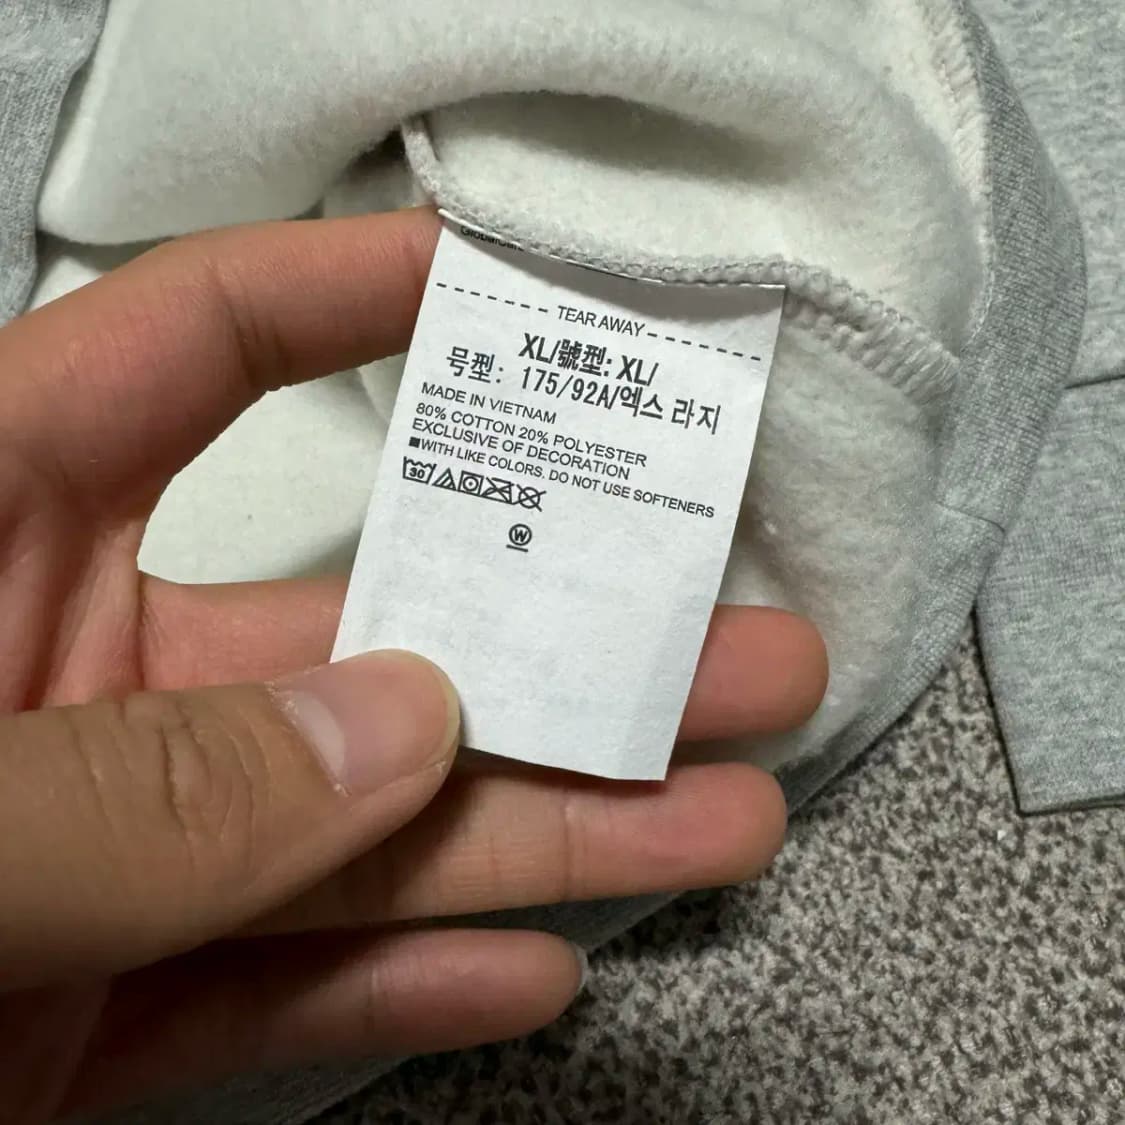 TEAR AWAY
XL/號型: XL/
号型: 175/92A/엑스 라지
MADE IN VIETNAM
80% COTTON 20% POLYESTER
EXCLUSIVE OF DECORATION
■WITH LIKE COLORS. DO NOT USE SOFTENERS
30
W